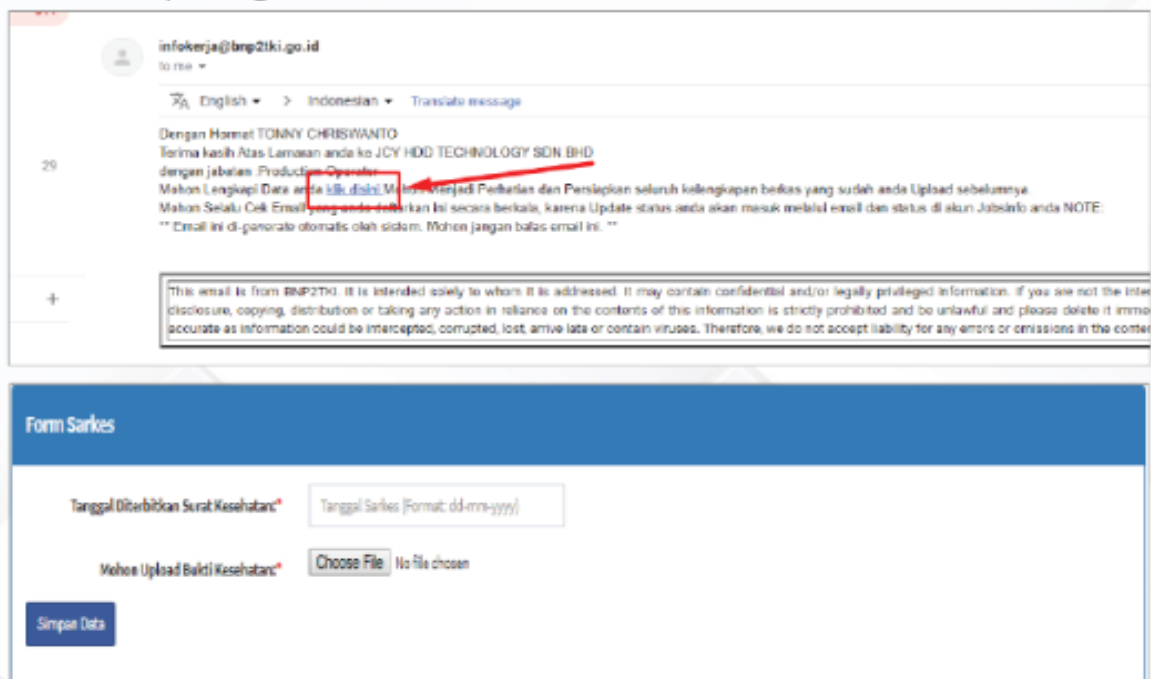 infokerja@bnp2tki.go.id
to me
English > Indonesian Translate message
Dengan Hormat TONNY CHRISWANTO
Terima kasih Atas Lamaran anda ke JCY HDD TECHNOLOGY SDN BHD
29
dengan jabatan :Production Operator
Mohon Lengkapi Data anda klik disini Mohon Menjadi Perhatian dan Persiapkan seluruh kelengkapan berkas yang sudah anda Upload sebelumnya.
Mohon Selalu Cek Email yang anda daftarkan ini secara berkala, karena Update status anda akan masuk melalui email dan status di akun Jobsinfo anda NOTE:
** Email ini di-generate otomatis oleh sistem. Mohon jangan balas email ini. **
+
This email is from BNP2TKI. It is intended solely to whom it is addressed. It may contain confidential and/or legally privileged information. If you are not the
disclosure, copying, distribution or taking any action in reliance on the contents of this information is strictly prohibited and be unlawful and please delete it
accurate as information could be intercepted, corrupted, lost, arrive late or contain viruses. Therefore, we do not accept liability for any errors or omissions in the
Form Sarkes
Tanggal Diterbitkan Surat Kesehatan:* Tanggal Sarkes (Format: dd-mm-yyyy)
Mohon Upload Bukti Kesehatan:* Choose File No file chosen
Simpan Data